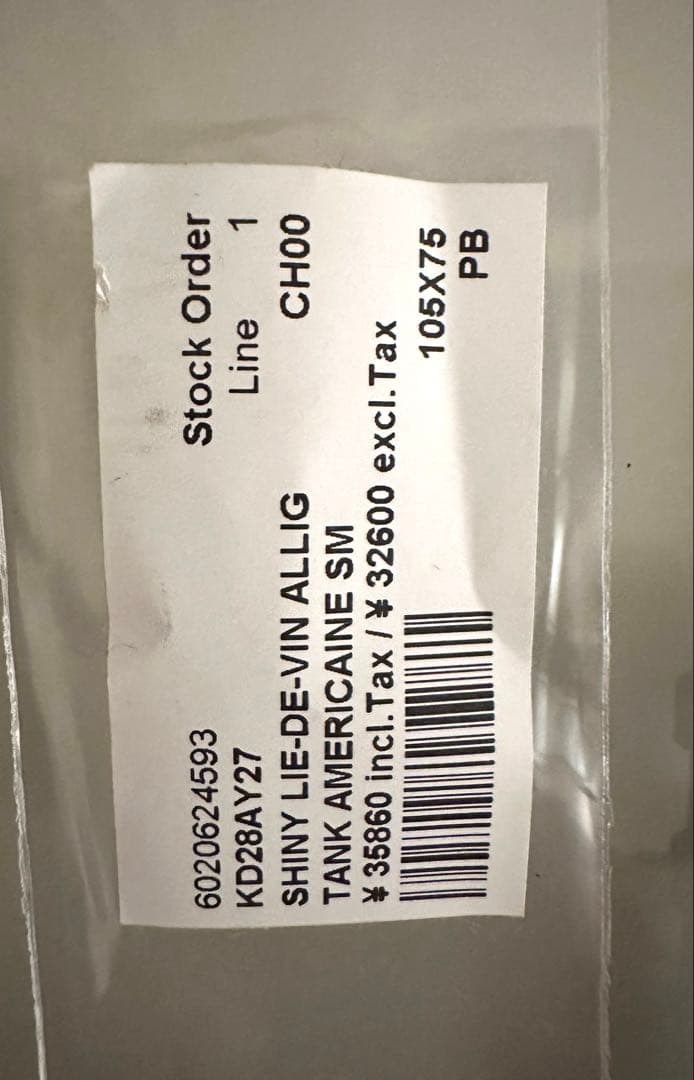 6020624593 Stock Order
KD28AY27 Line 1
SHINY LIE-DE-VIN ALLIG CH00
TANK AMERICAINE SM
¥ 35860 incl.Tax / ¥ 32600 excl.Tax
105X75
PB